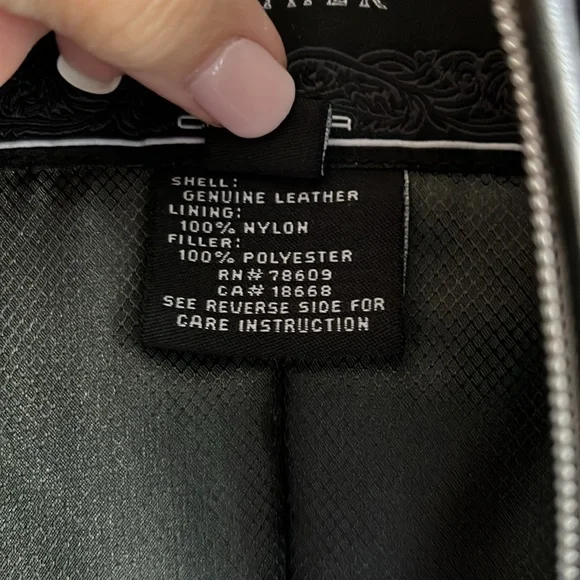 SHELL:
GENUINE LEATHER
LINING:
100% NYLON
FILLER:
100% POLYESTER
RN# 78609
CA# 18668
SEE REVERSE SIDE FOR
CARE INSTRUCTION